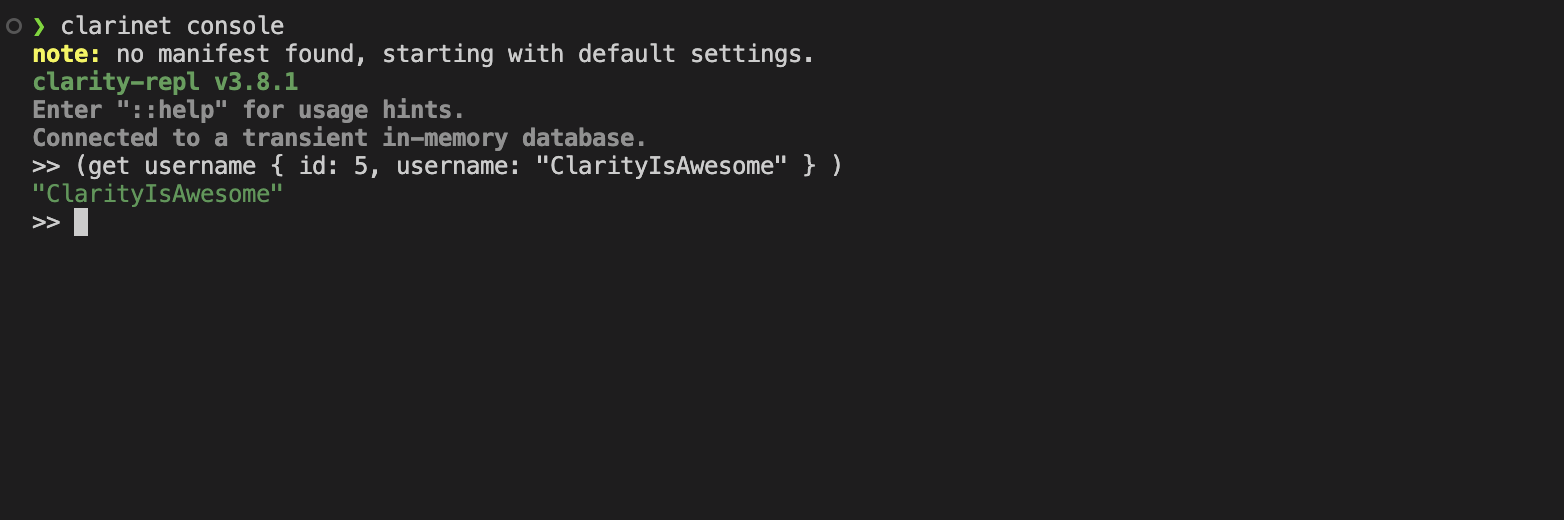 ❯ clarinet console
note: no manifest found, starting with default settings.
clarity-repl v3.8.1
Enter "::help" for usage hints.
Connected to a transient in-memory database.
>> (get username { id: 5, username: "ClarityIsAwesome" } )
"ClarityIsAwesome"
>>